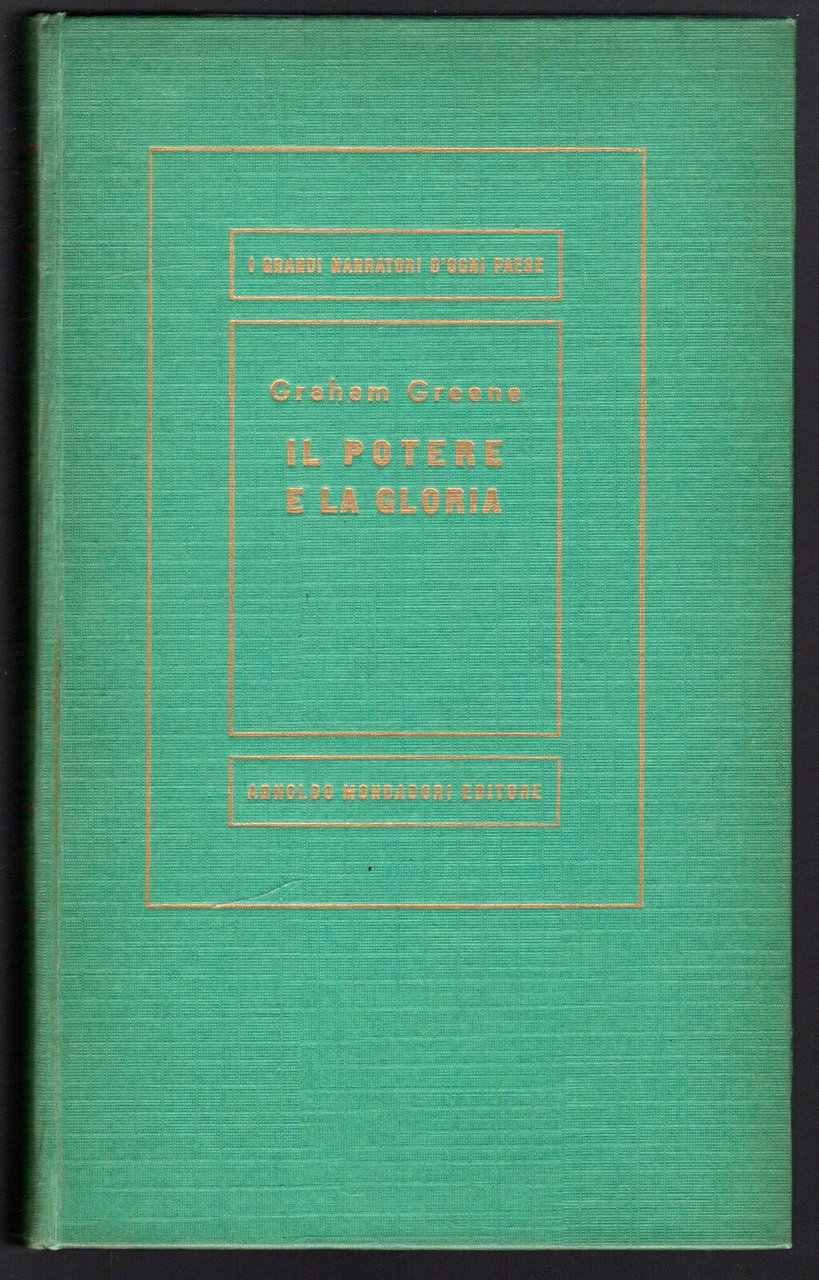 I GRANDI NARRATORI D'OGNI PAESE
Graham Greene
IL POTERE
E LA GLORIA
ARNOLDO MONDADORI EDITORE